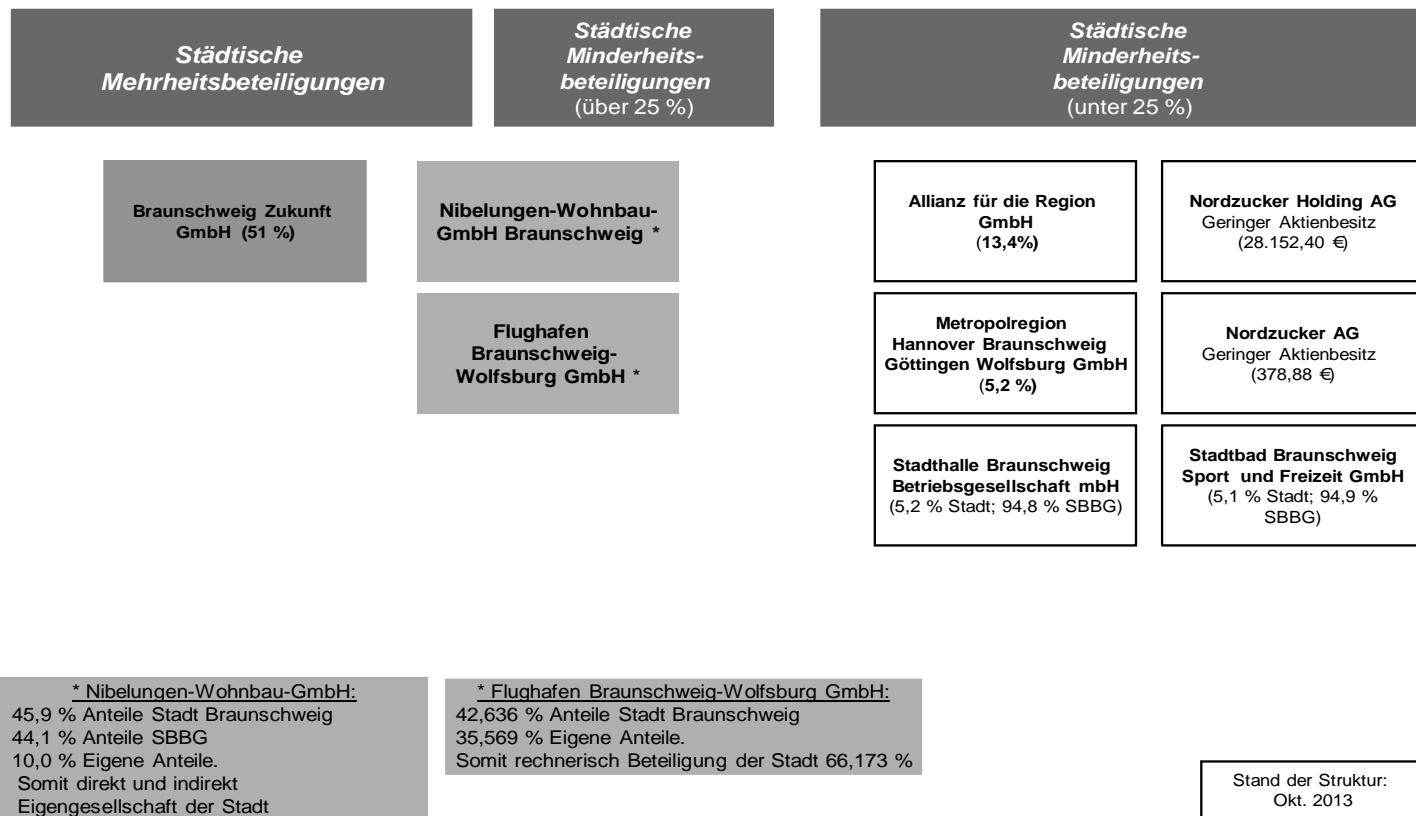 Städtische
Mehrheitsbeteiligungen
Städtische
Minderheits-
beteiligungen
(über 25 %)
Städtische
Minderheits-
beteiligungen
(unter 25 %)
Braunschweig Zukunft
GmbH (51 %)
Nibelungen-Wohnbau-
GmbH Braunschweig *
Flughafen
Braunschweig-
Wolfsburg GmbH *
Allianz für die Region
GmbH
(13,4%)
Nordzucker Holding AG
Geringer Aktienbesitz
(28.152,40 €)
Metropolregion
Hannover Braunschweig
Göttingen Wolfsburg GmbH
(5,2 %)
Nordzucker AG
Geringer Aktienbesitz
(378,88 €)
Stadthalle Braunschweig
Betriebsgesellschaft mbH
(5,2 % Stadt; 94,8 % SBBG)
Stadtbad Braunschweig
Sport und Freizeit GmbH
(5,1 % Stadt; 94,9 %
SBBG)
* Nibelungen-Wohnbau-GmbH:
45,9 % Anteile Stadt Braunschweig
44,1 % Anteile SBBG
10,0 % Eigene Anteile.
Somit direkt und indirekt
Eigengesellschaft der Stadt
* Flughafen Braunschweig-Wolfsburg GmbH:
42,636 % Anteile Stadt Braunschweig
35,569 % Eigene Anteile.
Somit rechnerisch Beteiligung der Stadt 66,173 %
Stand der Struktur:
Okt. 2013